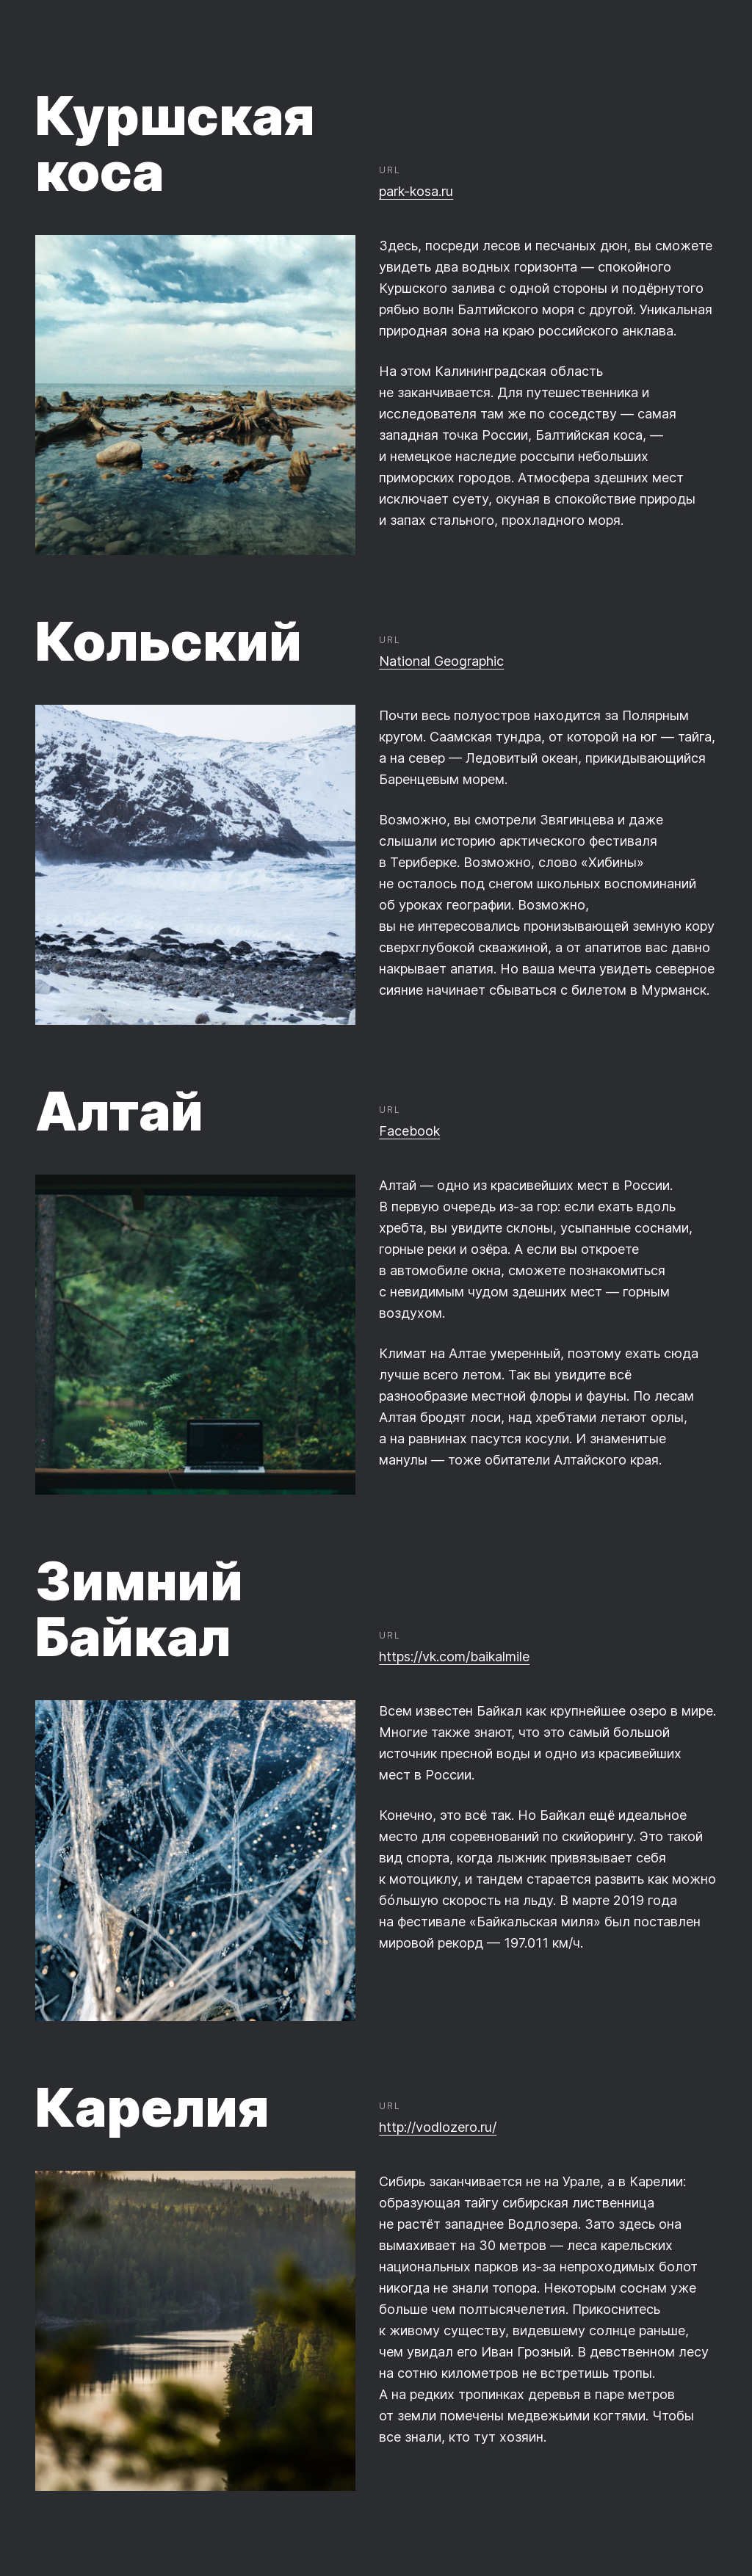 Куршская
коса
URL
park-kosa.ru
Здесь, посреди лесов и песчаных дюн, вы сможете
увидеть два водных горизонта — спокойного
Куршского залива с одной стороны и подёрнутого
рябью волн Балтийского моря с другой. Уникальная
природная зона на краю российского анклава.
На этом Калининградская область
не заканчивается. Для путешественника и
исследователя там же по соседству — самая
западная точка России, Балтийская коса, —
и немецкое наследие россыпи небольших
приморских городов. Атмосфера здешних мест
исключает суету, окуная в спокойствие природы
и запах стального, прохладного моря.
Кольский
URL
National Geographic
Почти весь полуостров находится за Полярным
кругом. Саамская тундра, от которой на юг — тайга,
а на север — Ледовитый океан, прикидывающийся
Баренцевым морем.
Возможно, вы смотрели Звягинцева и даже
слышали историю арктического фестиваля
в Териберке. Возможно, слово «Хибины»
не осталось под снегом школьных воспоминаний
об уроках географии. Возможно,
вы не интересовались пронизывающей земную кору
сверхглубокой скважиной, а от апатитов вас давно
накрывает апатия. Но ваша мечта увидеть северное
сияние начинает сбываться с билетом в Мурманск.
Алтай
URL
Facebook
Алтай — одно из красивейших мест в России.
В первую очередь из-за гор: если ехать вдоль
хребта, вы увидите склоны, усыпанные соснами,
горные реки и озёра. А если вы откроете
в автомобиле окна, сможете познакомиться
с невидимым чудом здешних мест — горным
воздухом.
Климат на Алтае умеренный, поэтому ехать сюда
лучше всего летом. Так вы увидите всё
разнообразие местной флоры и фауны. По лесам
Алтая бродят лоси, над хребтами летают орлы,
а на равнинах пасутся косули. И знаменитые
манулы — тоже обитатели Алтайского края.
Зимний
Байкал
URL
https://vk.com/baikalmile
Всем известен Байкал как крупнейшее озеро в мире.
Многие также знают, что это самый большой
источник пресной воды и одно из красивейших
мест в России.
Конечно, это всё так. Но Байкал ещё идеальное
место для соревнований по скийорингу. Это такой
вид спорта, когда лыжник привязывает себя
к мотоциклу, и тандем старается развить как можно
бо́льшую скорость на льду. В марте 2019 года
на фестивале «Байкальская миля» был поставлен
мировой рекорд — 197.011 км/ч.
Карелия
URL
http://vodlozero.ru/
Сибирь заканчивается не на Урале, а в Карелии:
образующая тайгу сибирская лиственница
не растёт западнее Водлозера. Зато здесь она
вымахивает на 30 метров — леса карельских
национальных парков из-за непроходимых болот
никогда не знали топора. Некоторым соснам уже
больше чем полтысячелетия. Прикоснитесь
к живому существу, видевшему солнце раньше,
чем увидал его Иван Грозный. В девственном лесу
на сотню километров не встретишь тропы.
А на редких тропинках деревья в паре метров
от земли помечены медвежьими когтями. Чтобы
все знали, кто тут хозяин.